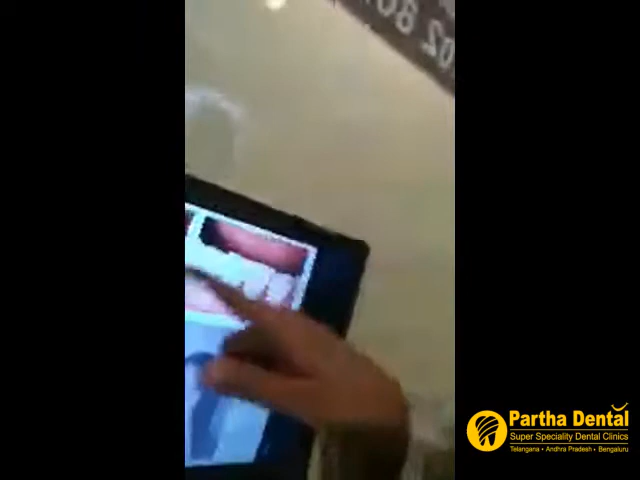 Partha Dental
Super Speciality Dental Clinics
Telangana • Andhra Pradesh • Bengaluru